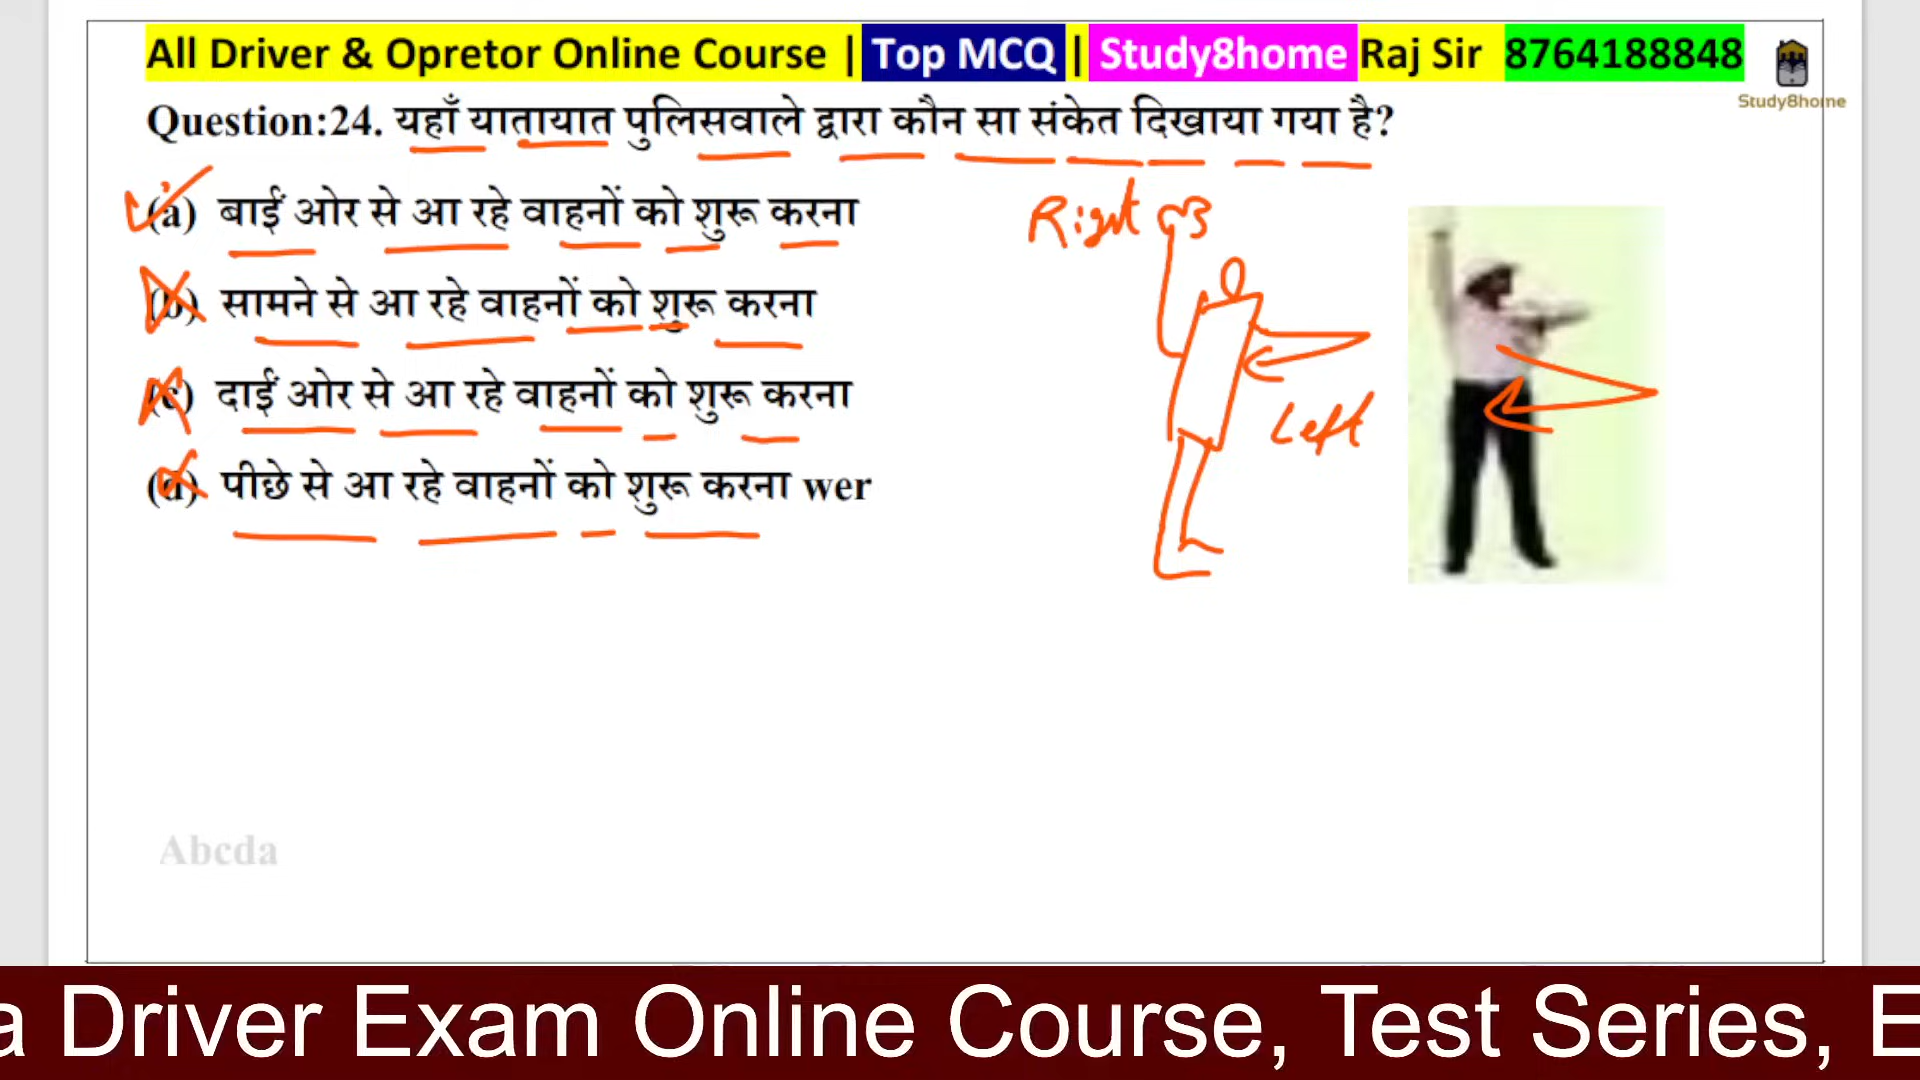 All Driver & Opretor Online Course | Top MCQ | Study8home Raj Sir 8764188848
Study8home
Question:24. यहाँ यातायात पुलिसवाले द्वारा कौन सा संकेत दिखाया गया है?
(a) बाईं ओर से आ रहे वाहनों को शुरू करना
Right
(b) सामने से आ रहे वाहनों को शुरू करना
(c) दाईं ओर से आ रहे वाहनों को शुरू करना
Left
(d) पीछे से आ रहे वाहनों को शुरू करना wer
Abcda
a Driver Exam Online Course, Test Series, E